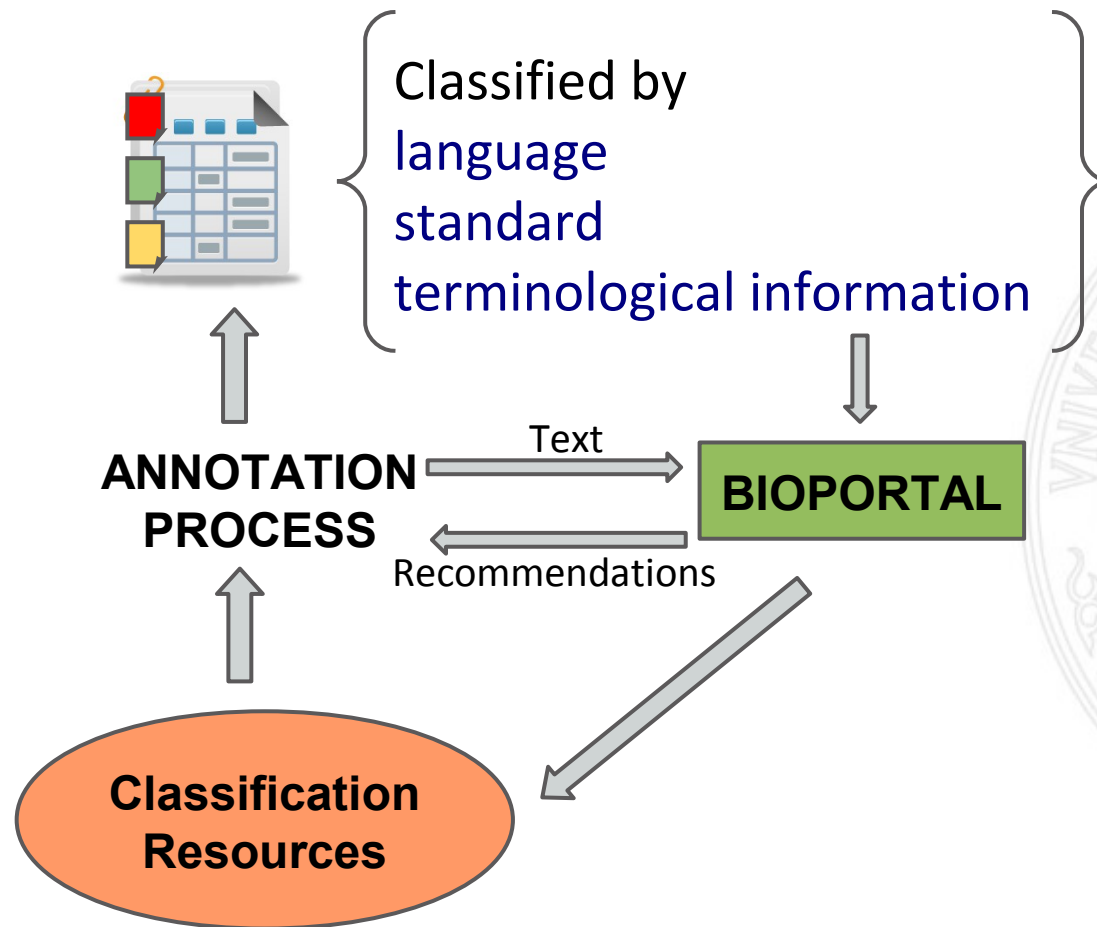 Classified by
language
standard
terminological information
Text
ANNOTATION
PROCESS
BIOPORTAL
Recommendations
Classification
Resources